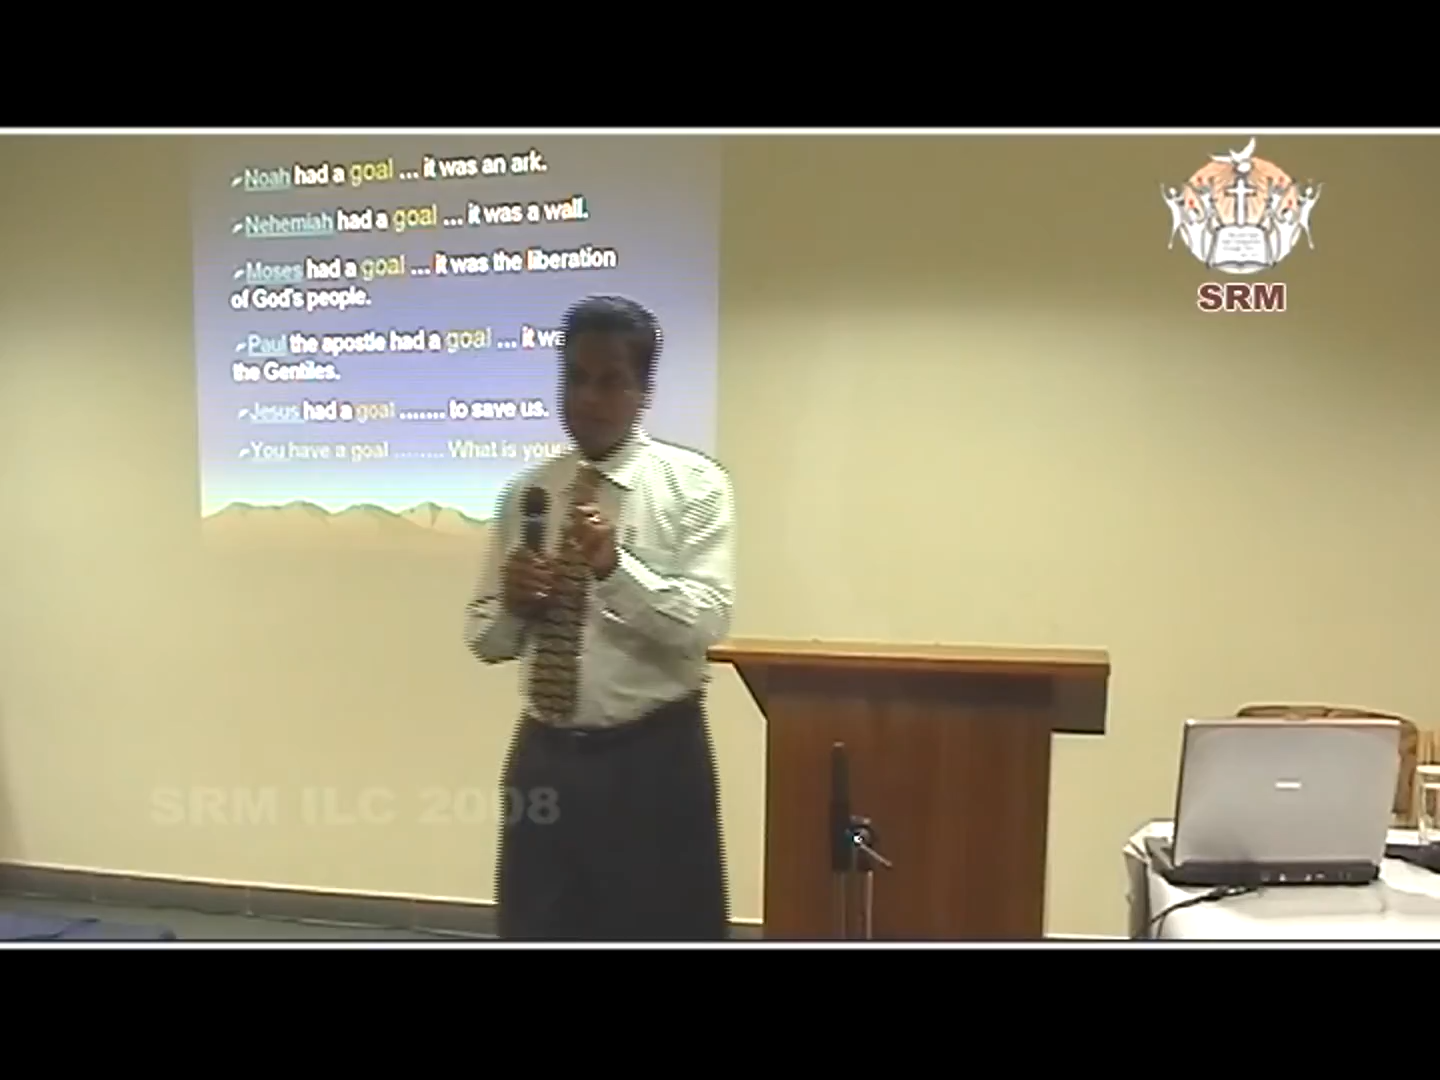 Noah had a goal ... it was an ark.
Nehemiah had a goal ... it was a wall.
Moses had a goal ... it was the liberation
of God's people.
Paul the apostle had a goal ... it
the Gentiles.
Jesus had a goal ....... to save us.
You have a goal ........ What is
SRM
SRM ILC 2008